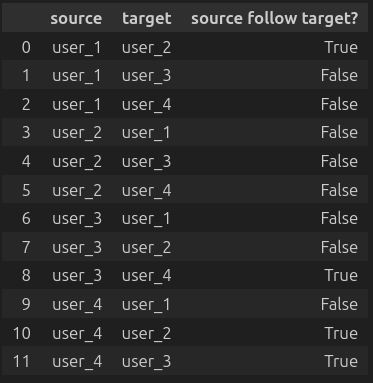 source target source follow target?
0 user_1 user_2 True
1 user_1 user_3 False
2 user_1 user_4 False
3 user_2 user_1 False
4 user_2 user_3 False
5 user_2 user_4 False
6 user_3 user_1 False
7 user_3 user_2 False
8 user_3 user_4 True
9 user_4 user_1 False
10 user_4 user_2 True
11 user_4 user_3 True